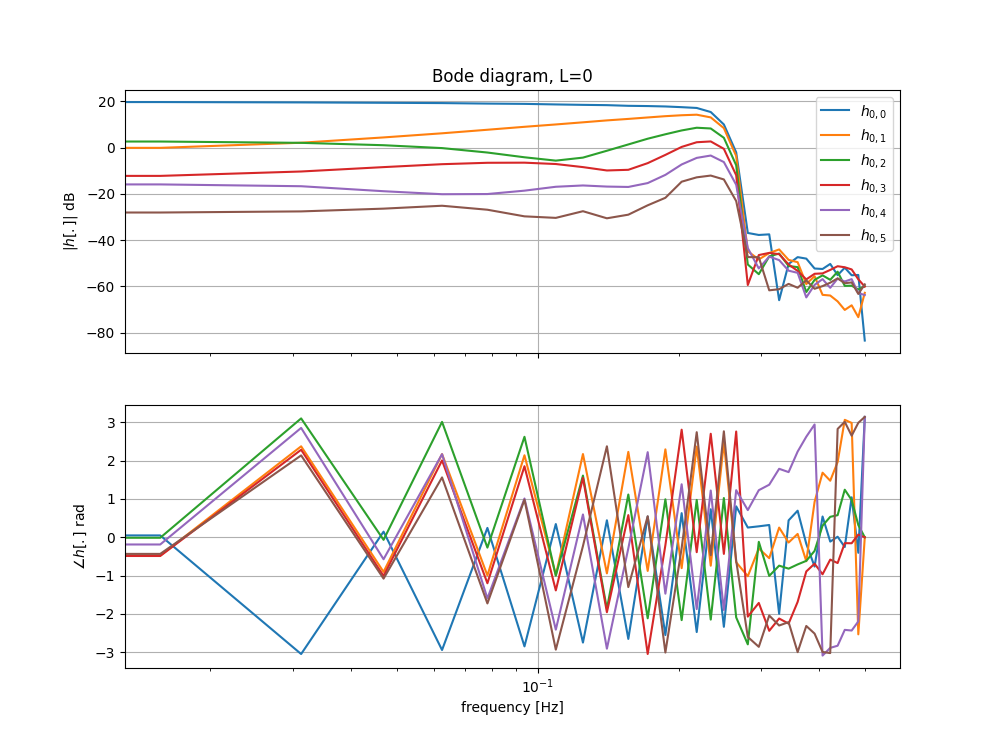 Bode diagram, L=0
|h[.]| dB
20
0
−20
−40
−60
−80
h0,0
h0,1
h0,2
h0,3
h0,4
h0,5
∠h[.] rad
3
2
1
0
−1
−2
−3
10−1
frequency [Hz]